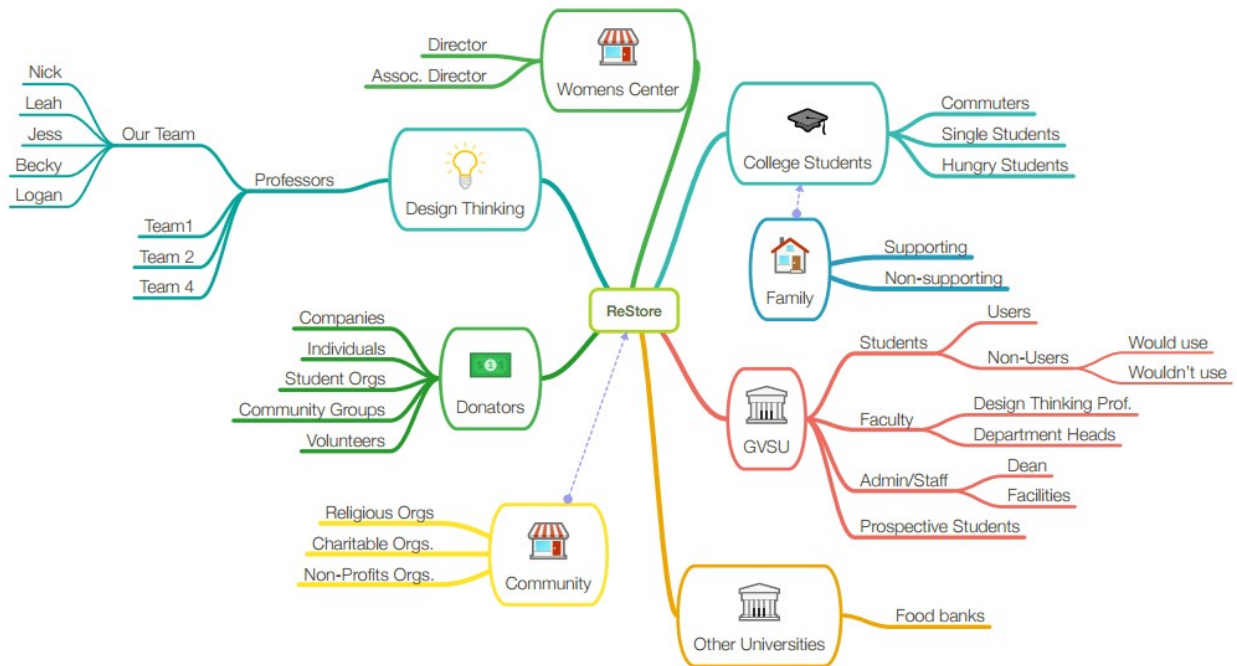 Director
Assoc. Director
Womens Center
Nick
Leah
Jess
Becky
Logan
Our Team
Professors
Team1
Team 2
Team 4
Design Thinking
College Students
Commuters
Single Students
Hungry Students
Family
Supporting
Non-supporting
ReStore
Companies
Individuals
Student Orgs
Community Groups
Volunteers
Donators
GVSU
Students
Users
Non-Users
Would use
Wouldn't use
Faculty
Design Thinking Prof.
Department Heads
Admin/Staff
Dean
Facilities
Prospective Students
Religious Orgs
Charitable Orgs.
Non-Profits Orgs.
Community
Other Universities
Food banks